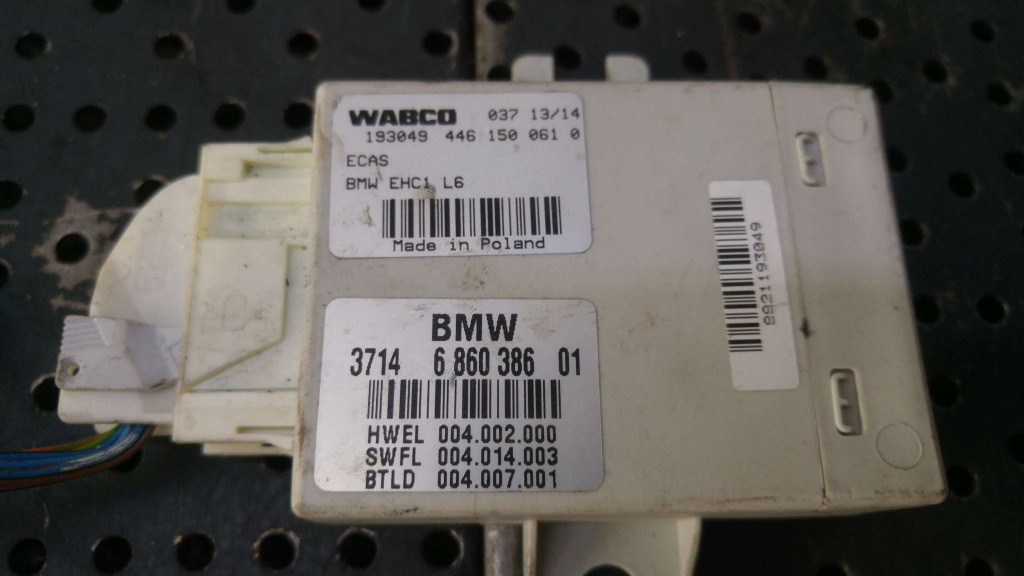 WABCO 037 13/14
193049 446 150 061 0
ECAS
BMW EHC1 L6
Made in Poland
BMW
3714 6 860 386 01
HWEL 004.002.000
SWFL 004.014.003
BTLD 004.007.001
9921193049